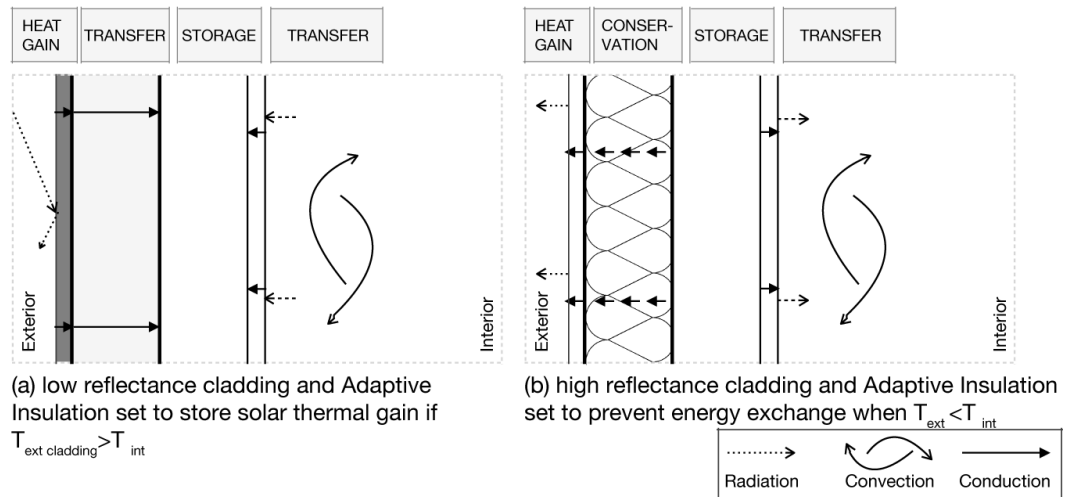 HEAT
GAIN
TRANSFER
STORAGE
TRANSFER
Exterior
Interior
(a) low reflectance cladding and Adaptive
Insulation set to store solar thermal gain if
T ext cladding>T int
HEAT
GAIN
CONSER-
VATION
STORAGE
TRANSFER
Exterior
Interior
(b) high reflectance cladding and Adaptive Insulation
set to prevent energy exchange when T ext<T int
Radiation
Convection
Conduction